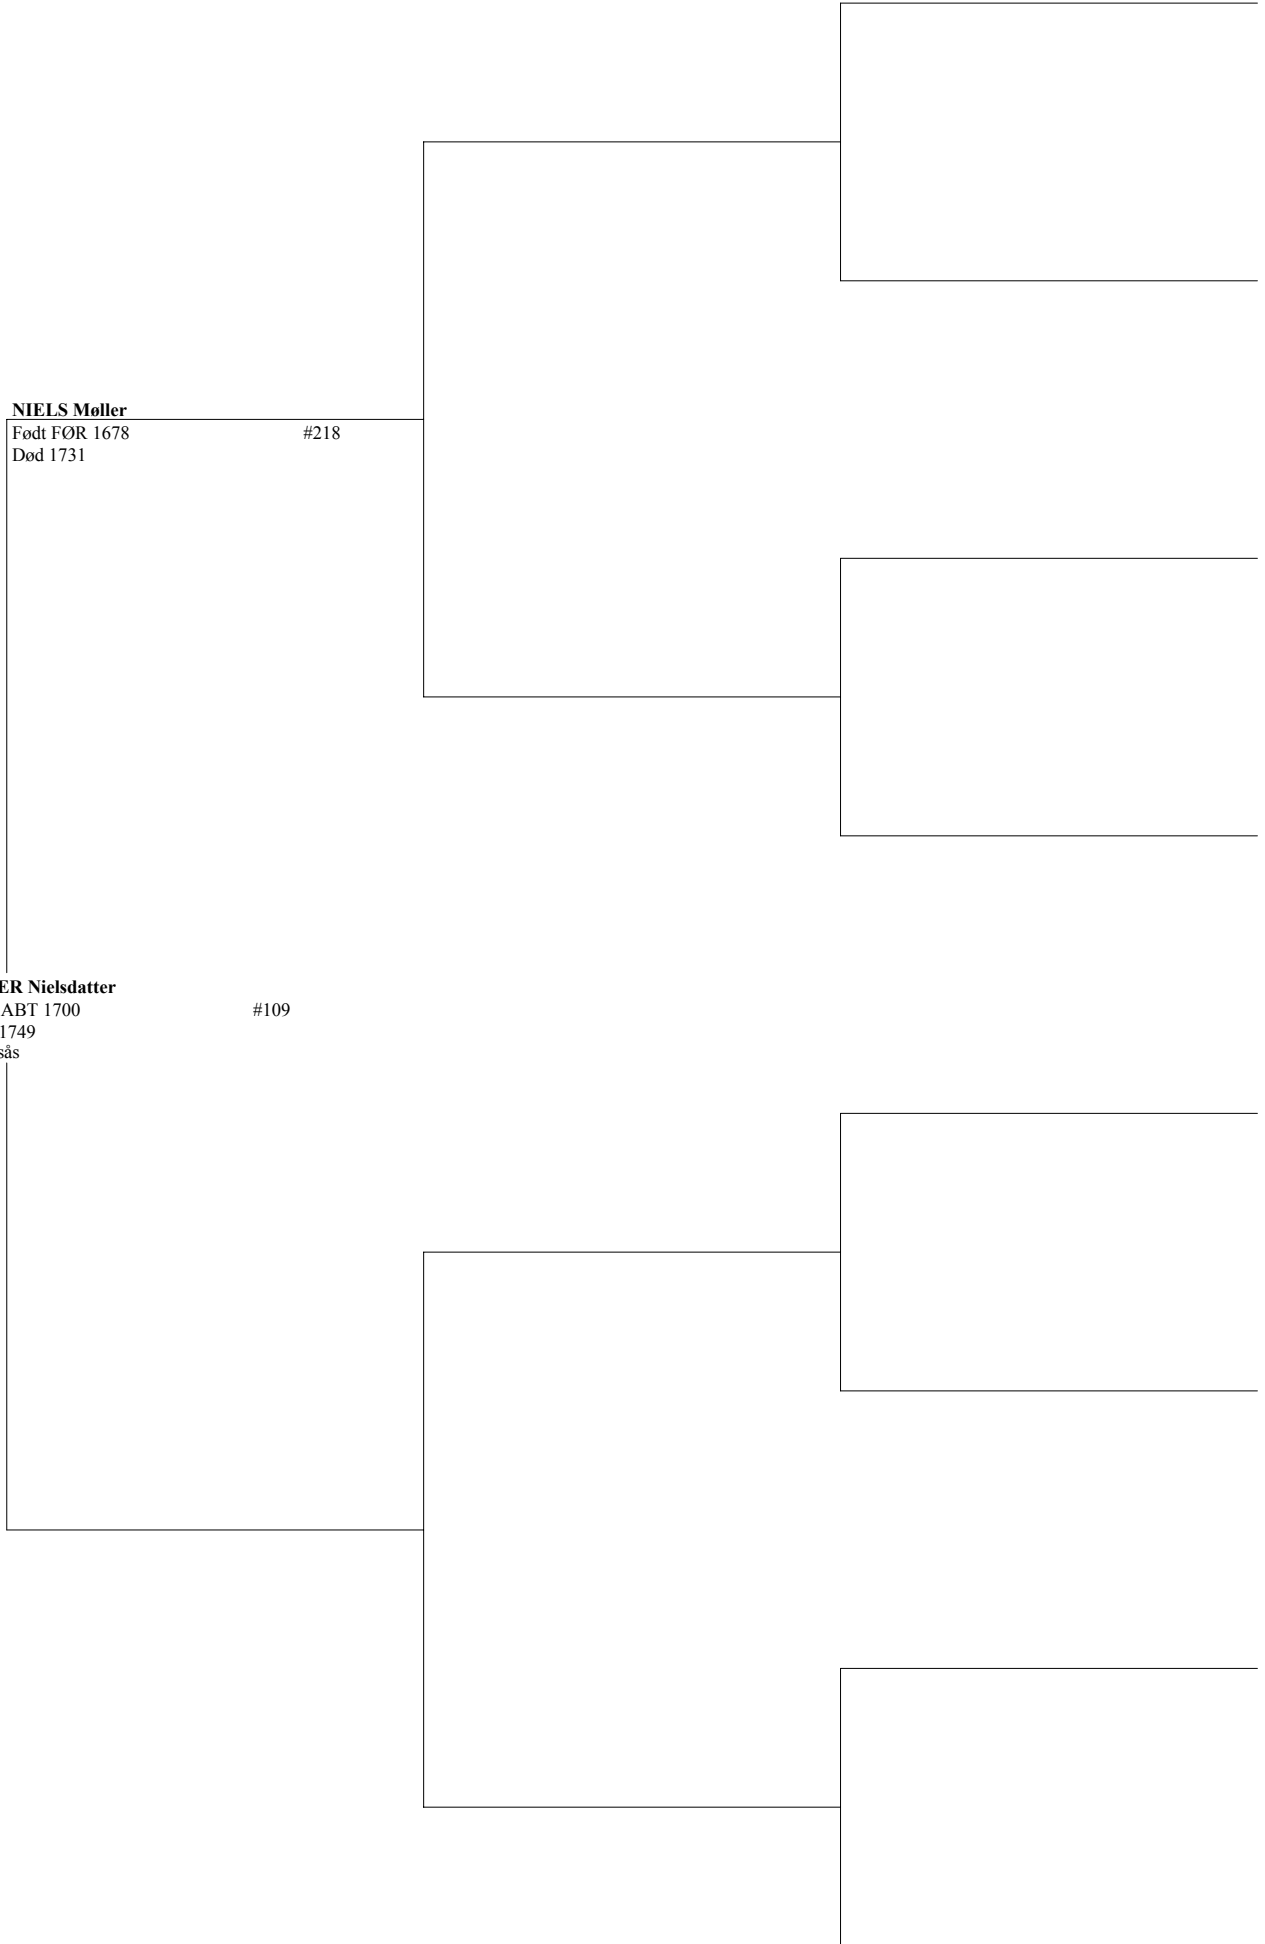 NIELS Møller
Født FØR 1678 #218
Død 1731
ER Nielsdatter
ABT 1700 #109
1749
sås